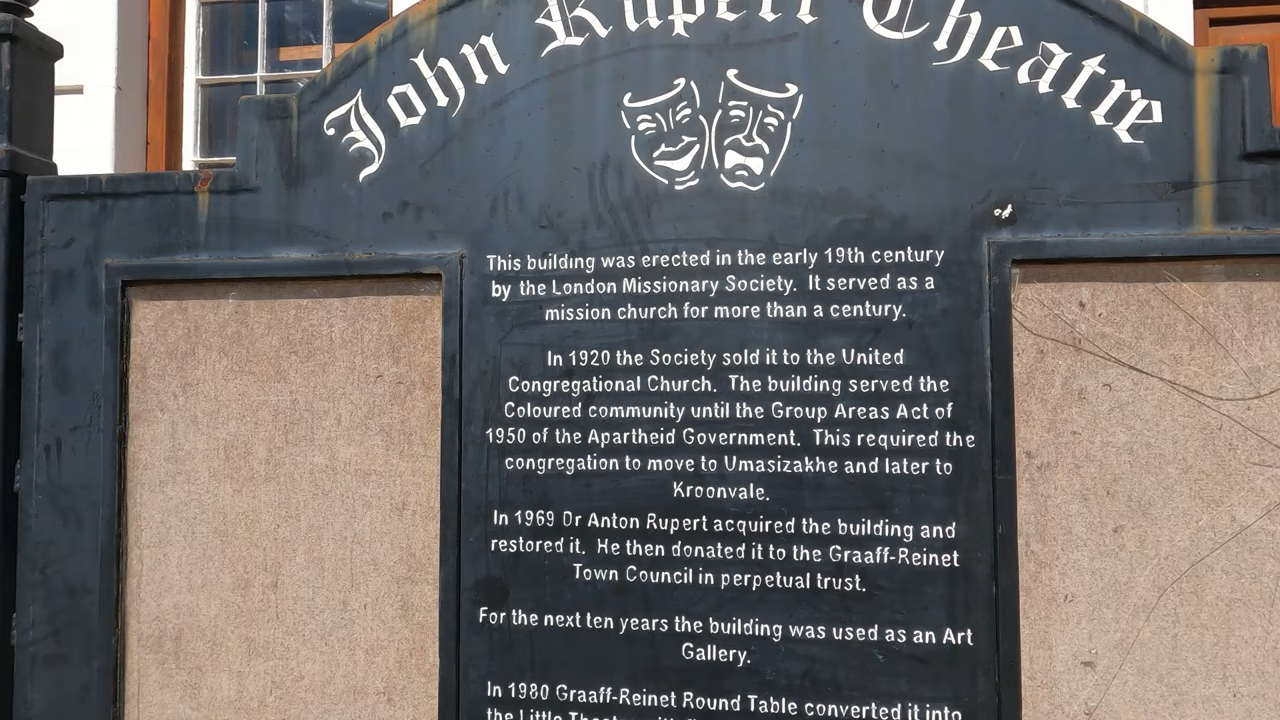 John Rupert Theatre
This building was erected in the early 19th century
by the London Missionary Society. It served as a
mission church for more than a century.
In 1920 the Society sold it to the United
Congregational Church. The building served the
Coloured community until the Group Areas Act of
1950 of the Apartheid Government. This required the
congregation to move to Umasizakhe and later to
Kroonvale.
In 1969 Dr Anton Rupert acquired the building and
restored it. He then donated it to the Graaff-Reinet
Town Council in perpetual trust.
For the next ten years the building was used as an Art
Gallery.
In 1980 Graaff-Reinet Round Table converted it into
the Little